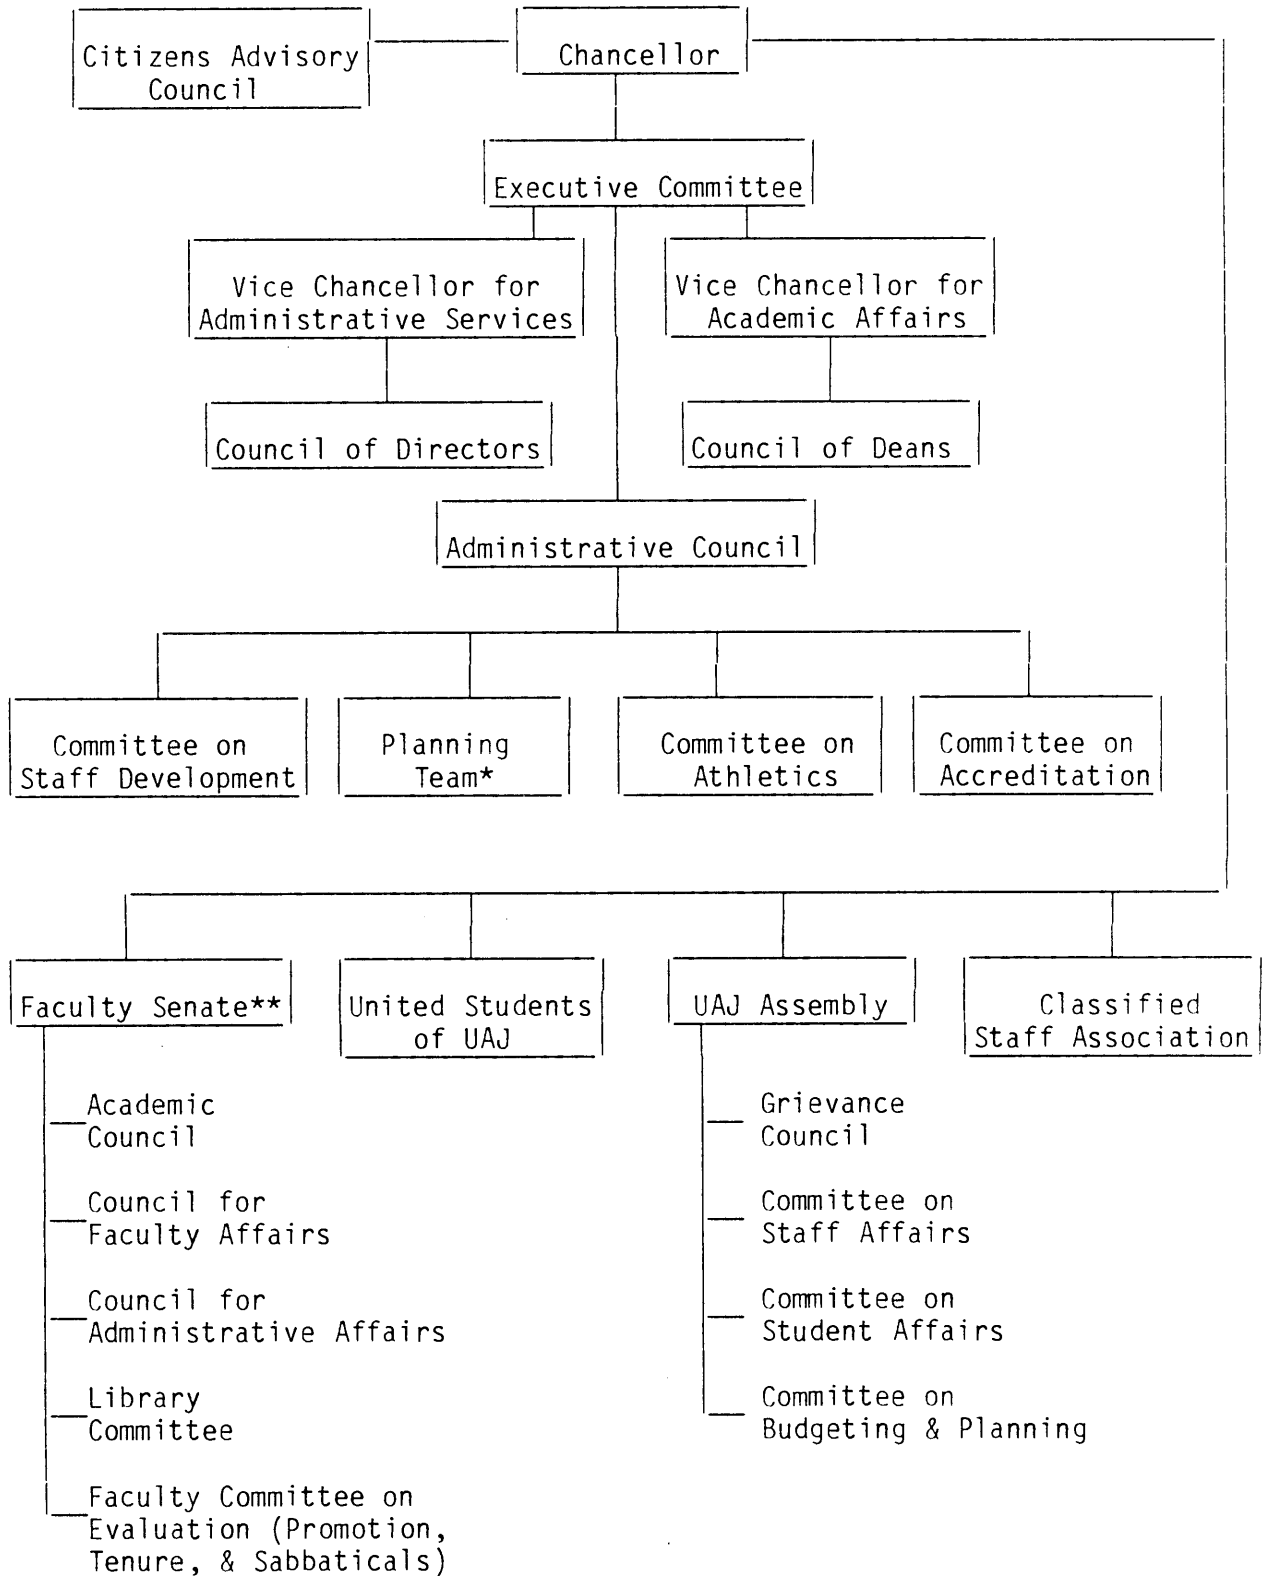 Citizens Advisory
Council
Chancellor
Executive Committee
Vice Chancellor for
Administrative Services
Vice Chancellor for
Academic Affairs
Council of Directors
Council of Deans
Administrative Council
Committee on
Staff Development
Planning
Team*
Committee on
Athletics
Committee on
Accreditation
Faculty Senate**
United Students
of UAJ
UAJ Assembly
Classified
Staff Association
Academic
Council
Council for
Faculty Affairs
Council for
Administrative Affairs
Library
Committee
Faculty Committee on
Evaluation (Promotion,
Tenure, & Sabbaticals)
Grievance
Council
Committee on
Staff Affairs
Committee on
Student Affairs
Committee on
Budgeting & Planning